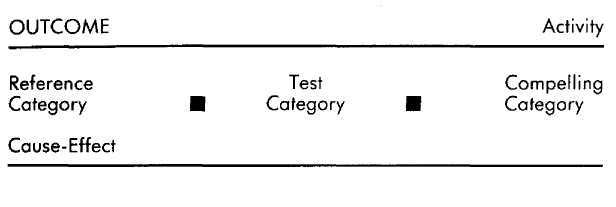 OUTCOME Activity
Reference Test Compelling
Category ■ Category ■ Category
Cause-Effect